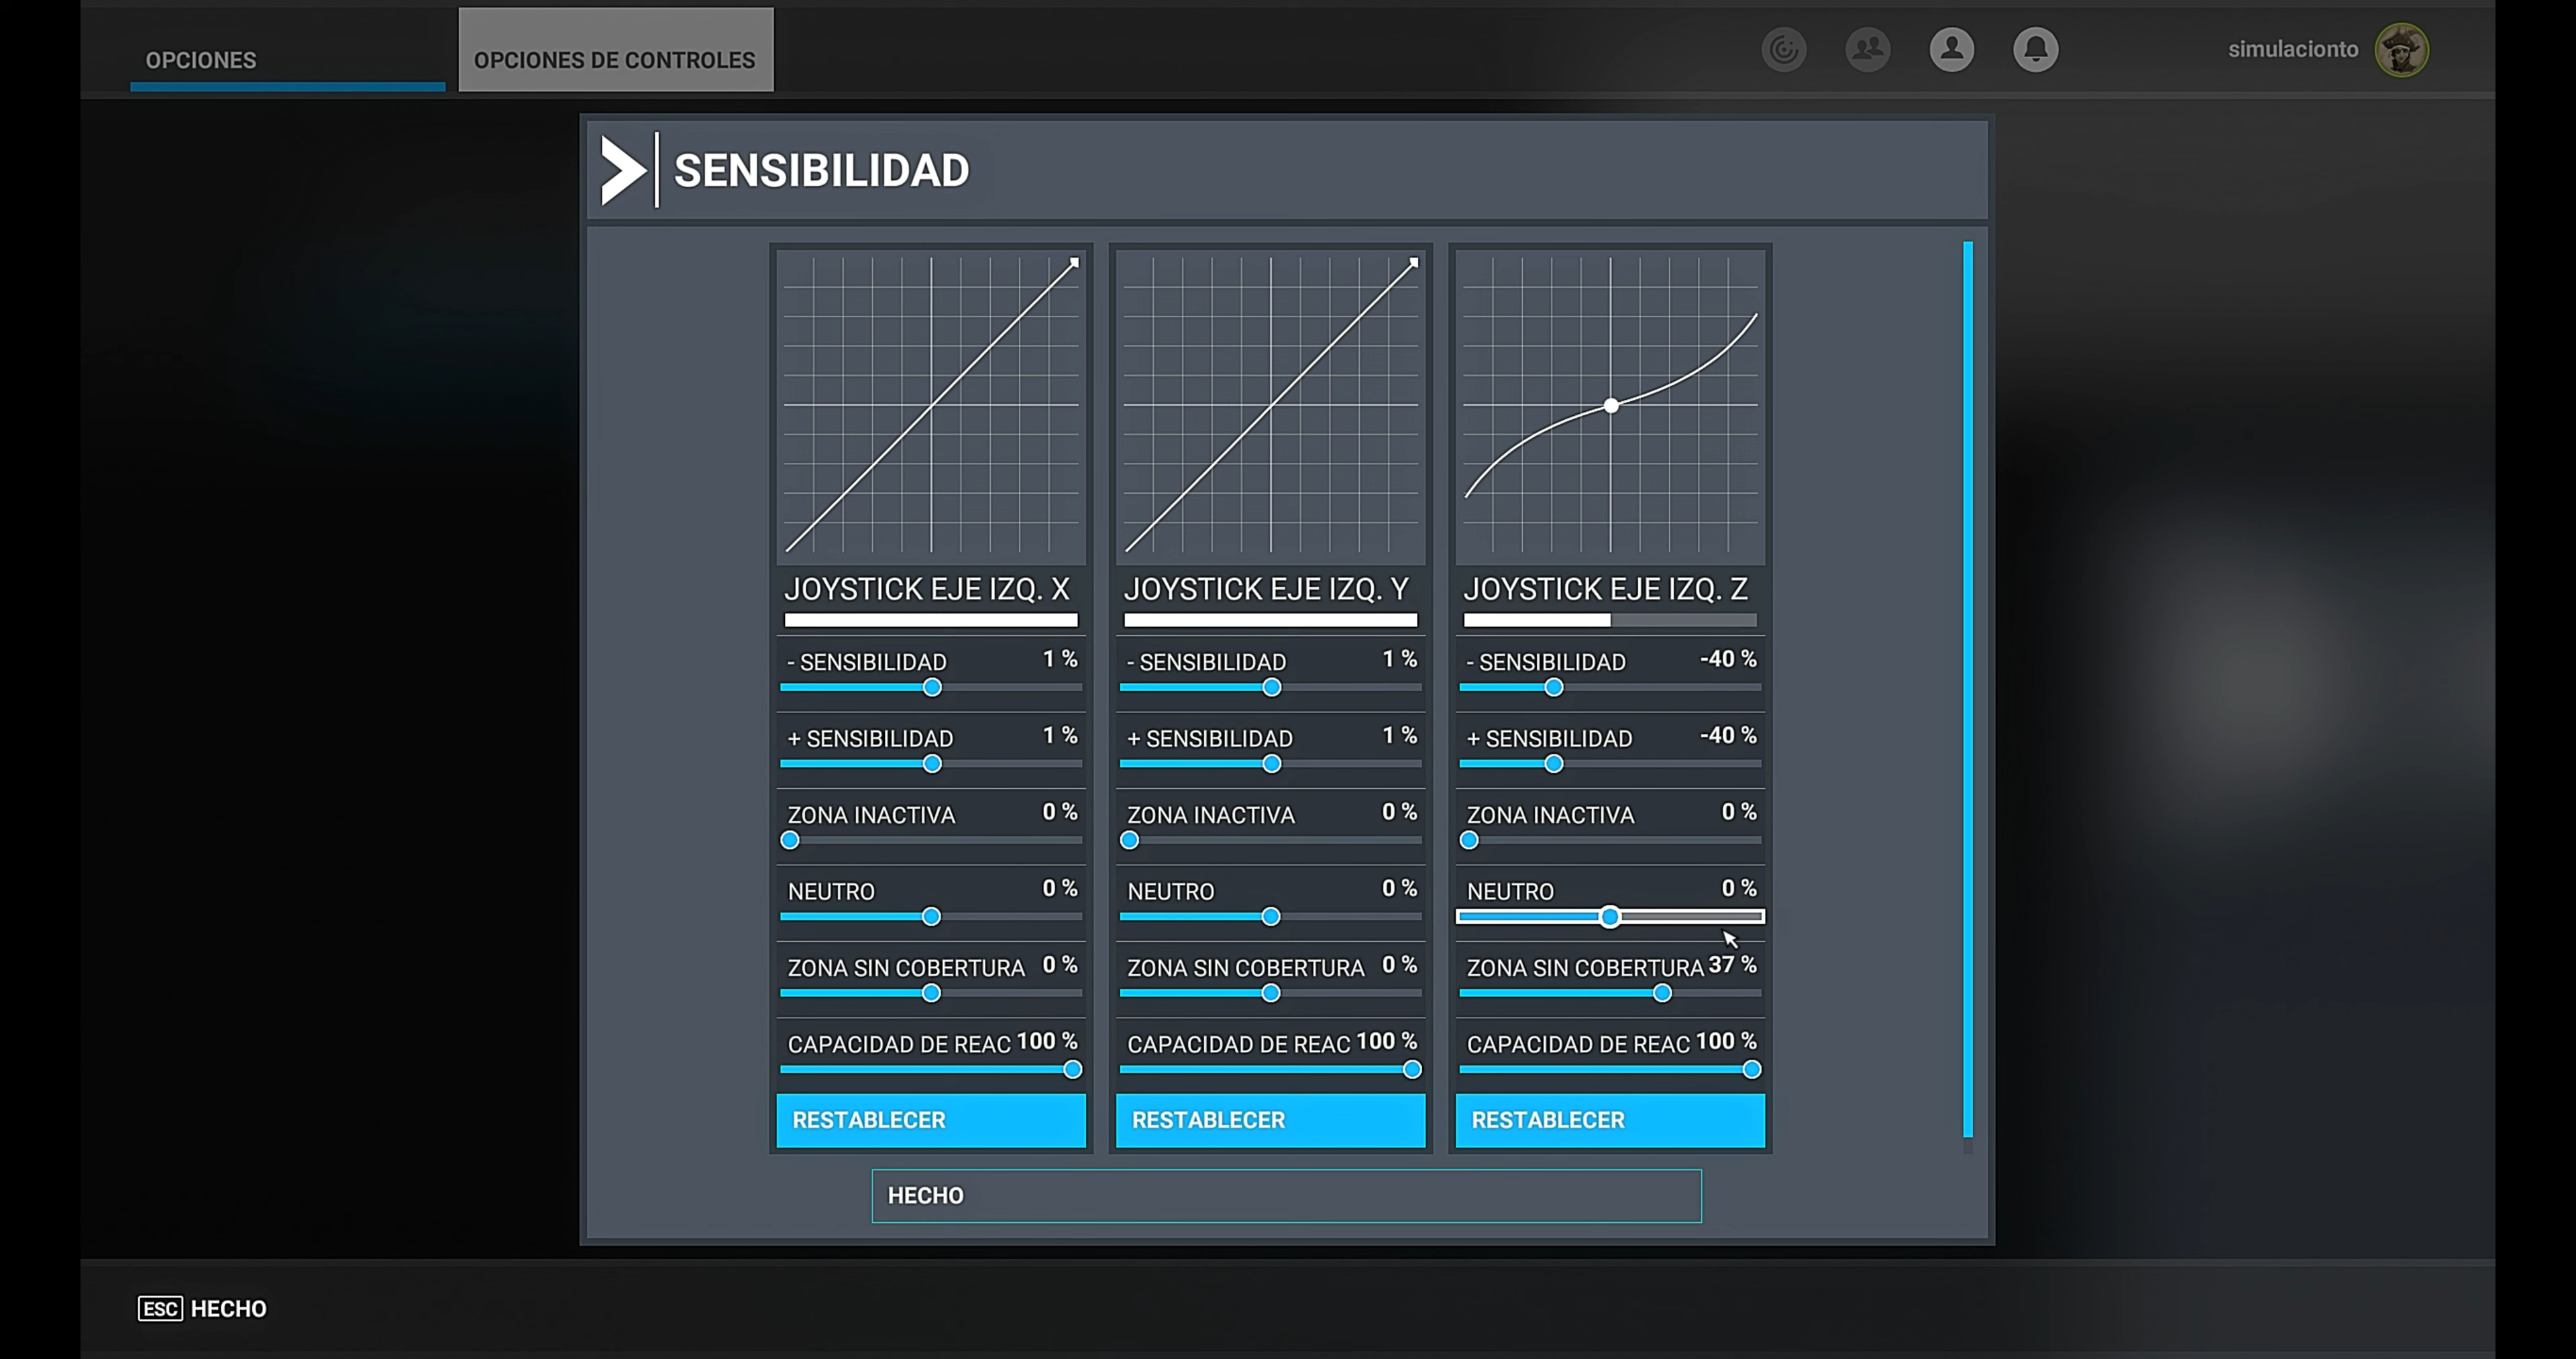 OPCIONES
OPCIONES DE CONTROLES
simulacionto
SENSIBILIDAD
JOYSTICK EJE IZQ. X
- SENSIBILIDAD 1 %
+ SENSIBILIDAD 1 %
ZONA INACTIVA 0 %
NEUTRO 0 %
ZONA SIN COBERTURA 0 %
CAPACIDAD DE REAC 100 %
RESTABLECER
JOYSTICK EJE IZQ. Y
- SENSIBILIDAD 1 %
+ SENSIBILIDAD 1 %
ZONA INACTIVA 0 %
NEUTRO 0 %
ZONA SIN COBERTURA 0 %
CAPACIDAD DE REAC 100 %
RESTABLECER
JOYSTICK EJE IZQ. Z
- SENSIBILIDAD -40 %
+ SENSIBILIDAD -40 %
ZONA INACTIVA 0 %
NEUTRO 0 %
ZONA SIN COBERTURA 37 %
CAPACIDAD DE REAC 100 %
RESTABLECER
HECHO
ESC HECHO